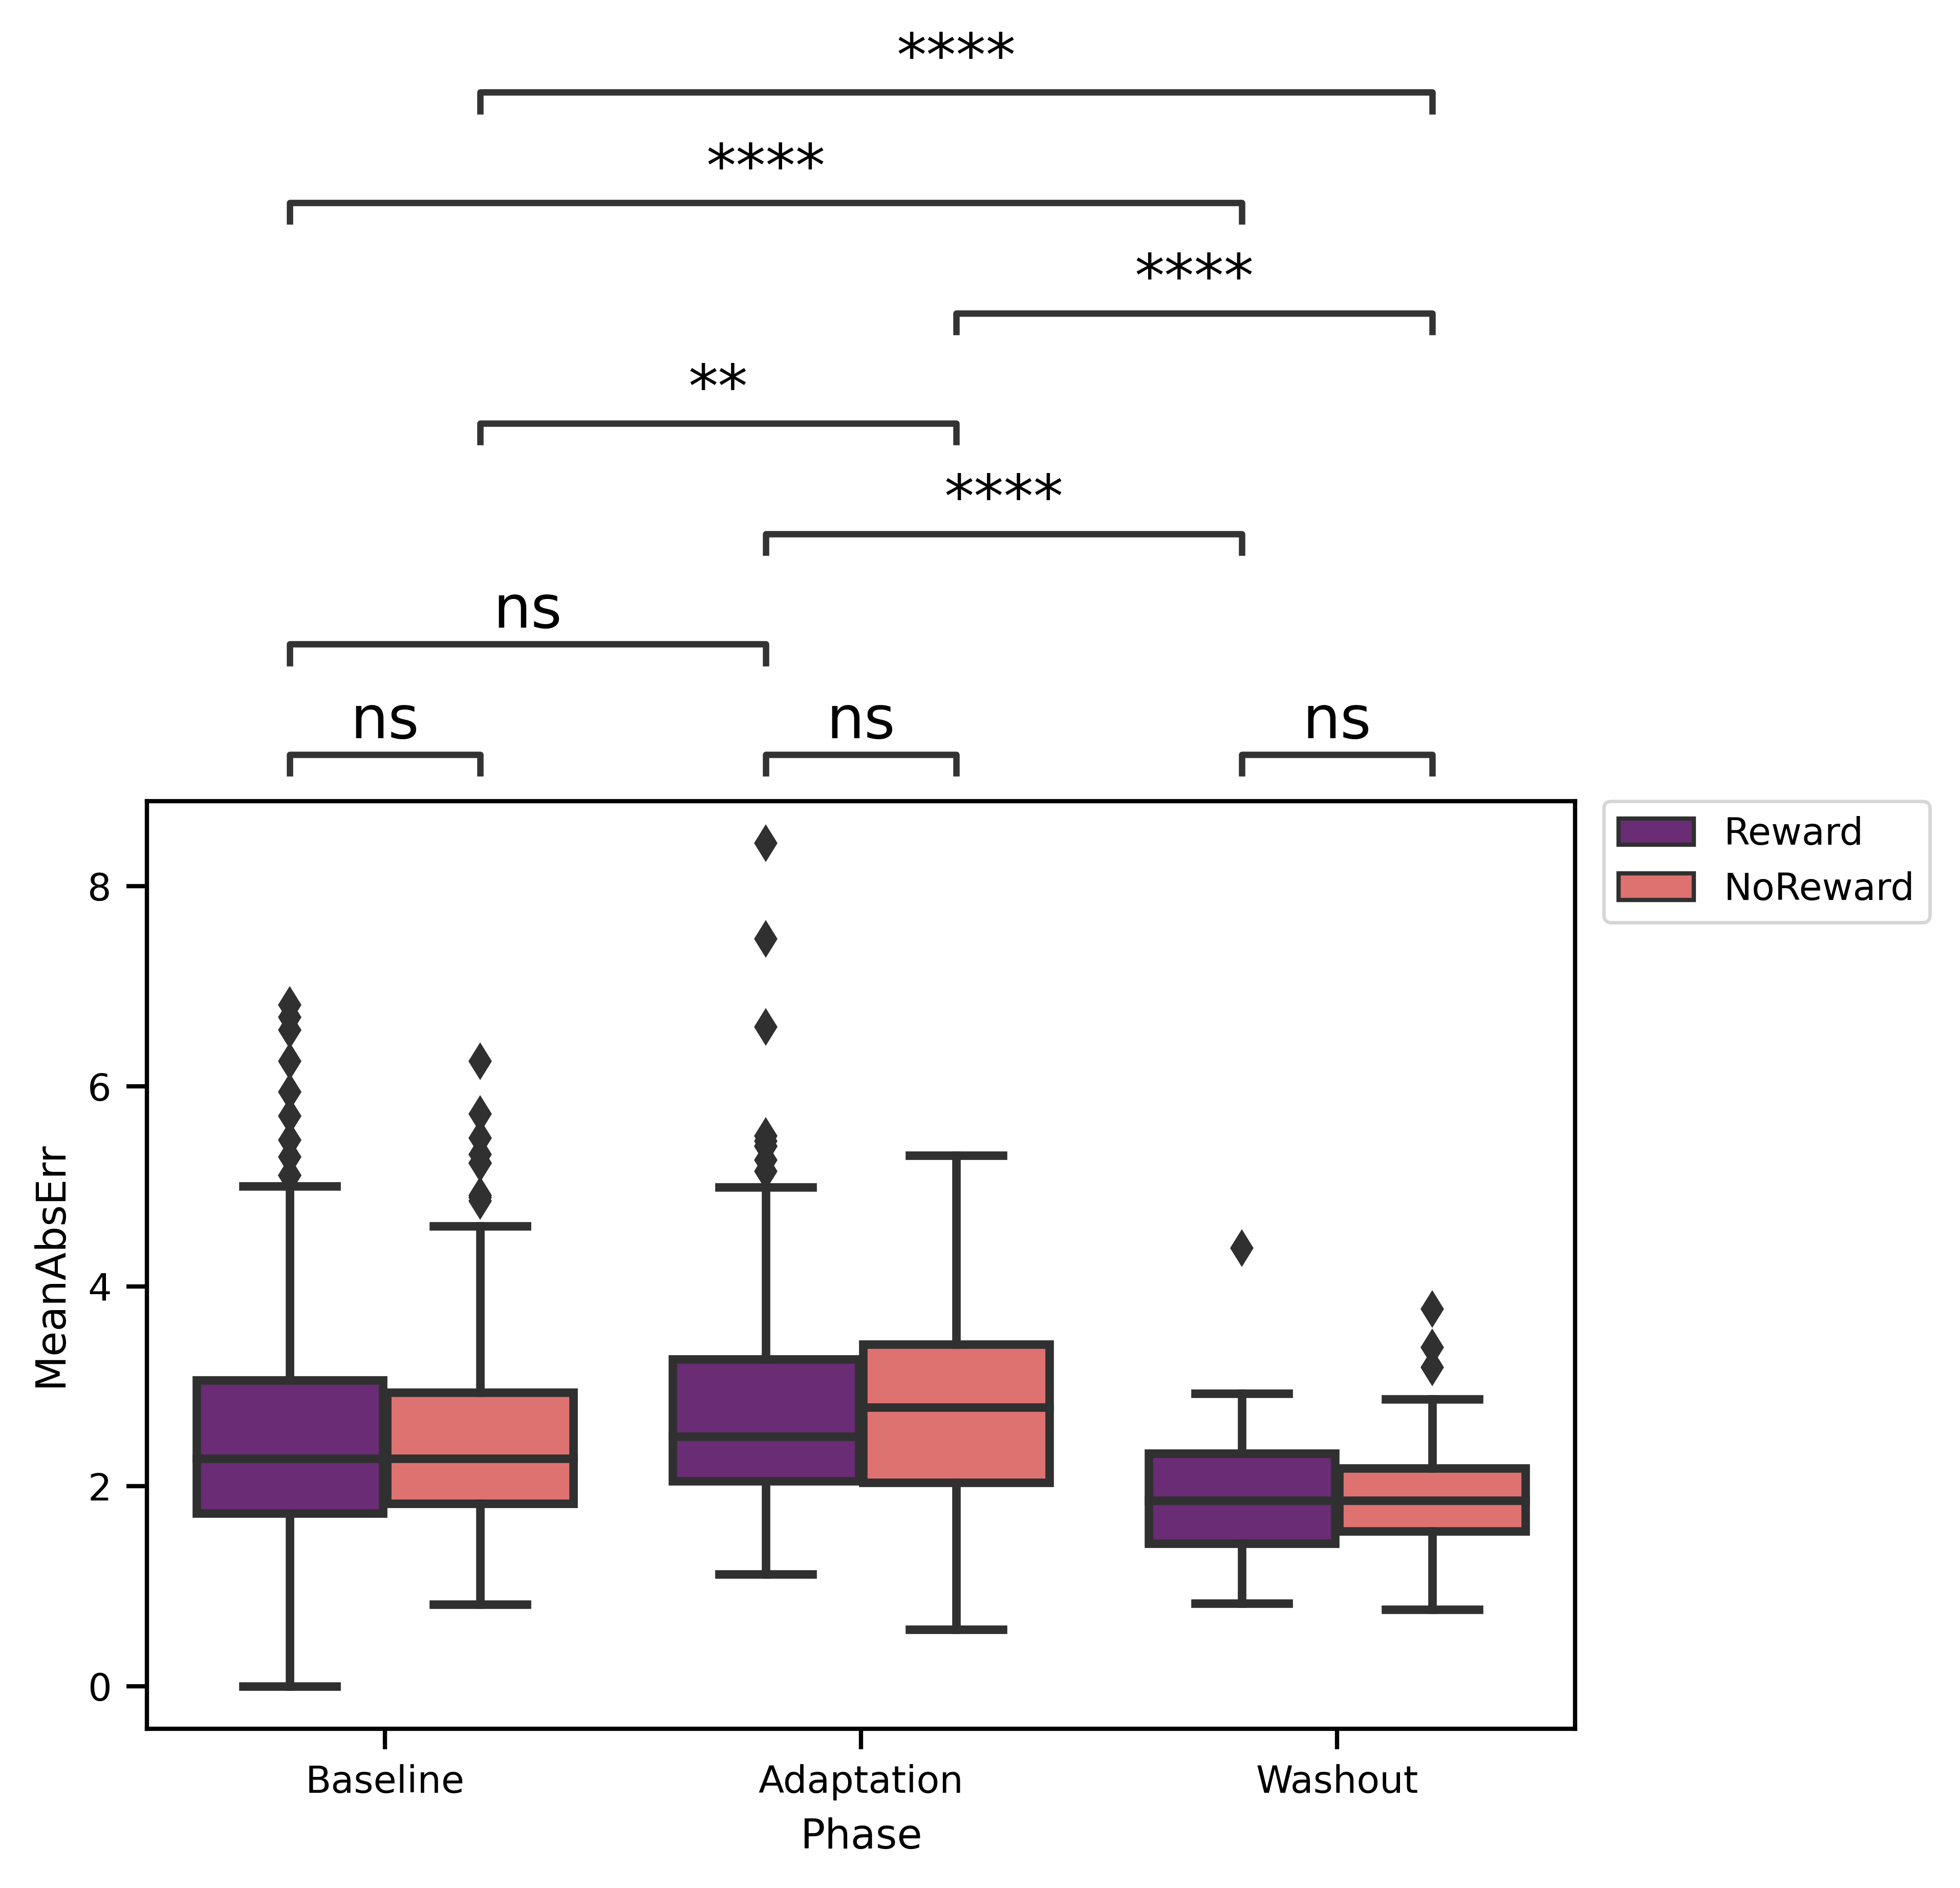 ****
****
****
**
****
ns
ns ns ns
Reward
NoReward
8
6
4
2
0
MeanAbsErr
Baseline Adaptation Washout
Phase